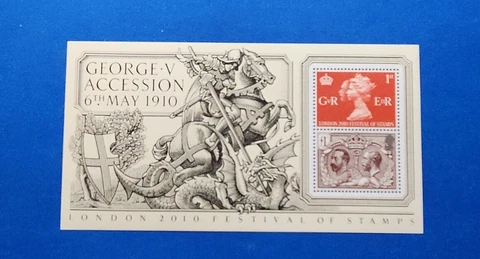 GEORGE·V
ACCESSION
6TH MAY 1910
1st
G R E R
LONDON 2010 FESTIVAL OF STAMPS
£1
LONDON 2010 FESTIVAL OF STAMPS